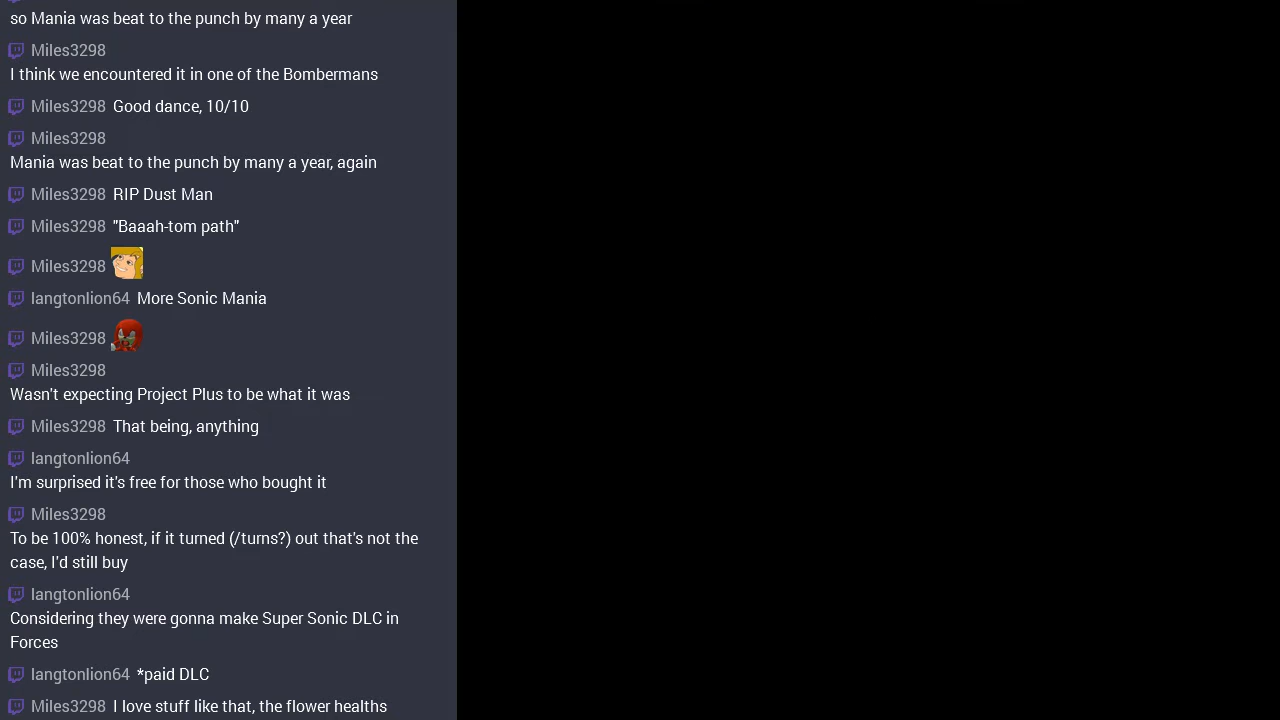 so Mania was beat to the punch by many a year
Miles3298
I think we encountered it in one of the Bombermans
Miles3298 Good dance, 10/10
Miles3298
Mania was beat to the punch by many a year, again
Miles3298 RIP Dust Man
Miles3298 "Baaah-tom path"
Miles3298
langtonlion64 More Sonic Mania
Miles3298
Miles3298
Wasn't expecting Project Plus to be what it was
Miles3298 That being, anything
langtonlion64
I'm surprised it's free for those who bought it
Miles3298
To be 100% honest, if it turned (/turns?) out that's not the
case, I'd still buy
langtonlion64
Considering they were gonna make Super Sonic DLC in
Forces
langtonlion64 *paid DLC
Miles3298 I love stuff like that, the flower healths